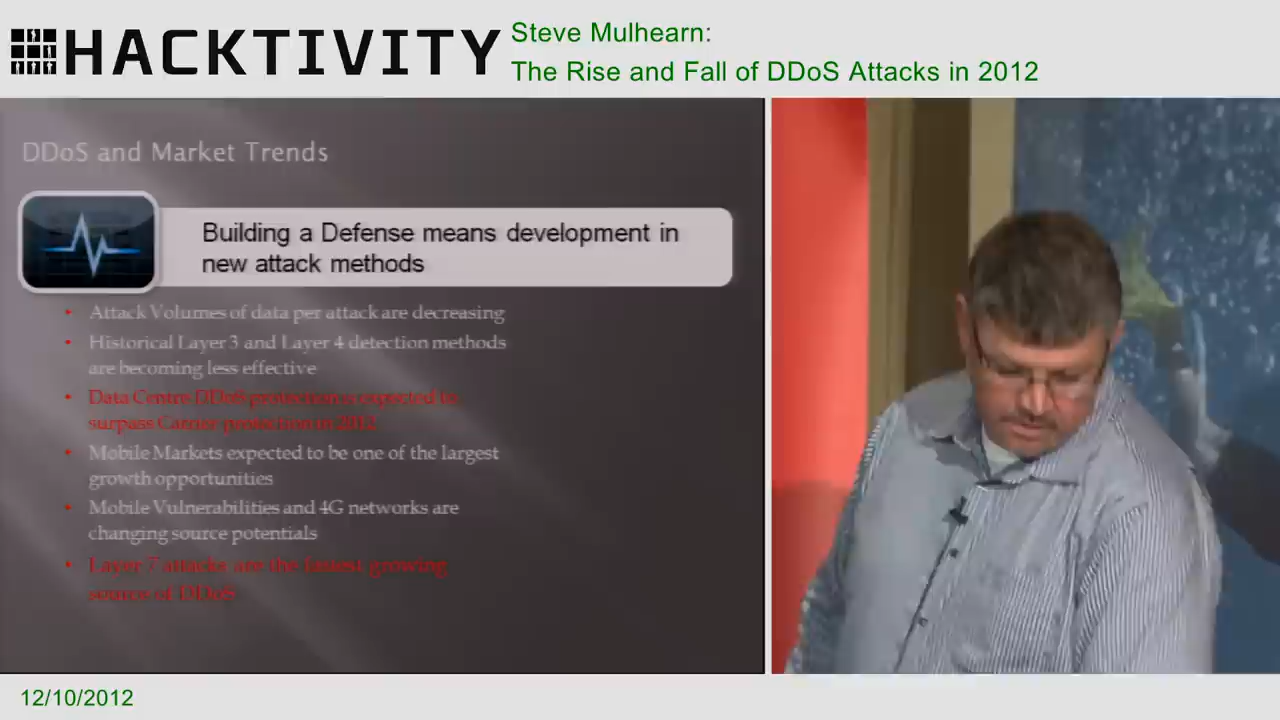 HACKTIVITY
Steve Mulhearn:
The Rise and Fall of DDoS Attacks in 2012
DDoS and Market Trends
Building a Defense means development in
new attack methods
• Attack Volumes of data per attack are decreasing
• Historical Layer 3 and Layer 4 detection methods
are becoming less effective
• Data Centre DDoS protection is expected to
surpass Carrier protection in 2012
• Mobile Markets expected to be one of the largest
growth opportunities
• Mobile Vulnerabilities and 4G networks are
changing source potentials
• Layer 7 attacks are the fastest growing
source of DDoS
12/10/2012